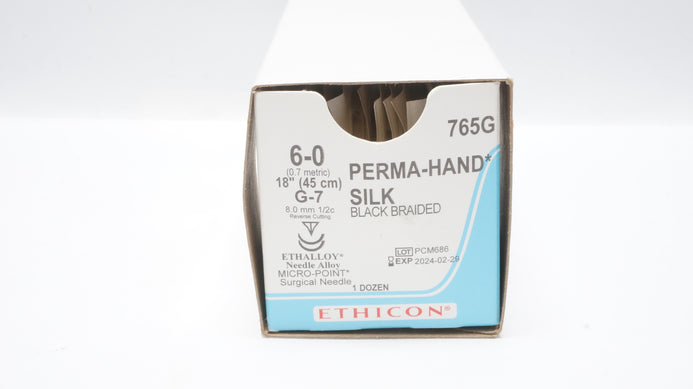 765G
6-0
(0.7 metric)
18" (45 cm)
G-7
8.0 mm 1/2c
Reverse Cutting
ETHALLOY*
Needle Alloy
MICRO-POINT*
Surgical Needle
PERMA-HAND*
SILK
BLACK BRAIDED
LOT PCM686
EXP 2024-02-29
1 DOZEN
ETHICON®